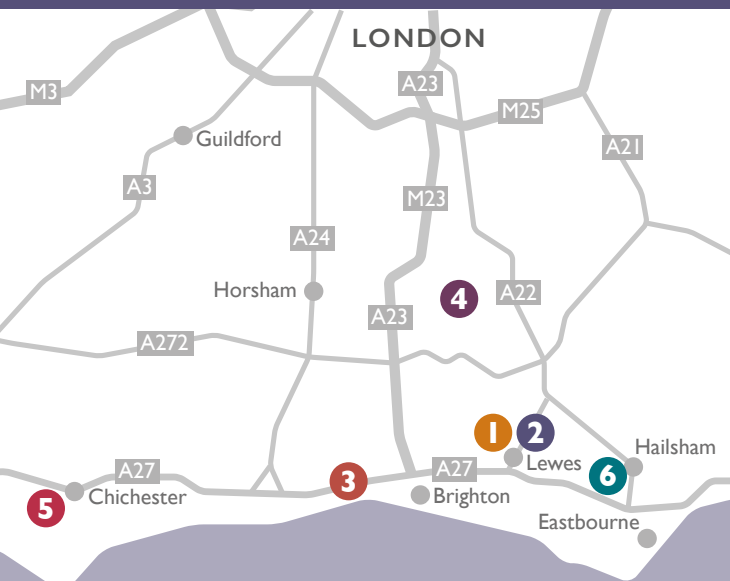 LONDON
A23
M3
M25
Guildford
A21
A3
M23
A24
Horsham
4
A22
A23
A272
1
2
Hailsham
Lewes
A27
A27
6
3
Chichester
Brighton
5
Eastbourne